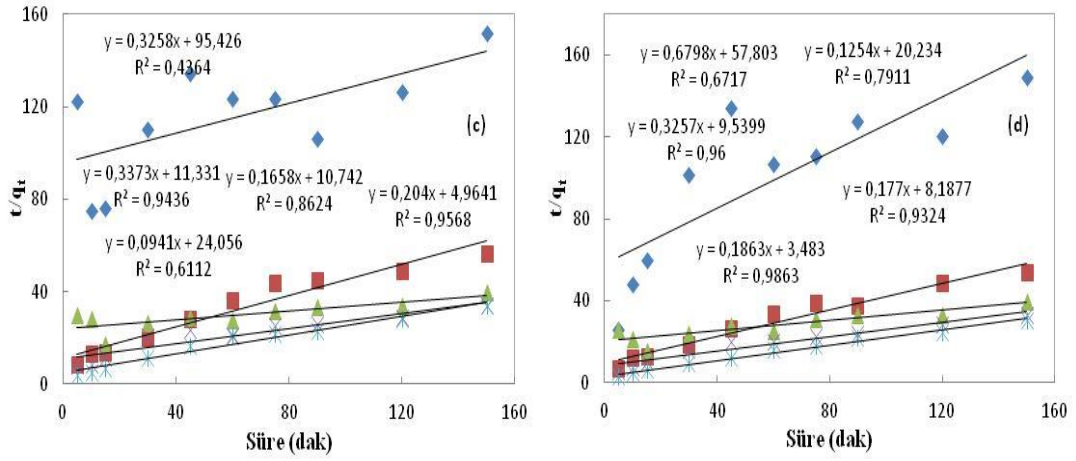 160
120
80
40
0
t/qt
y = 0,3258x + 95,426
R² = 0,4364
(c)
y = 0,3373x + 11,331
R² = 0,9436
y = 0,1658x + 10,742
R² = 0,8624
y = 0,204x + 4,9641
R² = 0,9568
y = 0,0941x + 24,056
R² = 0,6112
0 40 80 120 160
Süre (dak)
160
120
80
40
0
t/qt
y = 0,6798x + 57,803
R² = 0,6717
y = 0,1254x + 20,234
R² = 0,7911
(d)
y = 0,3257x + 9,5399
R² = 0,96
y = 0,177x + 8,1877
R² = 0,9324
y = 0,1863x + 3,483
R² = 0,9863
0 40 80 120 160
Süre (dak)